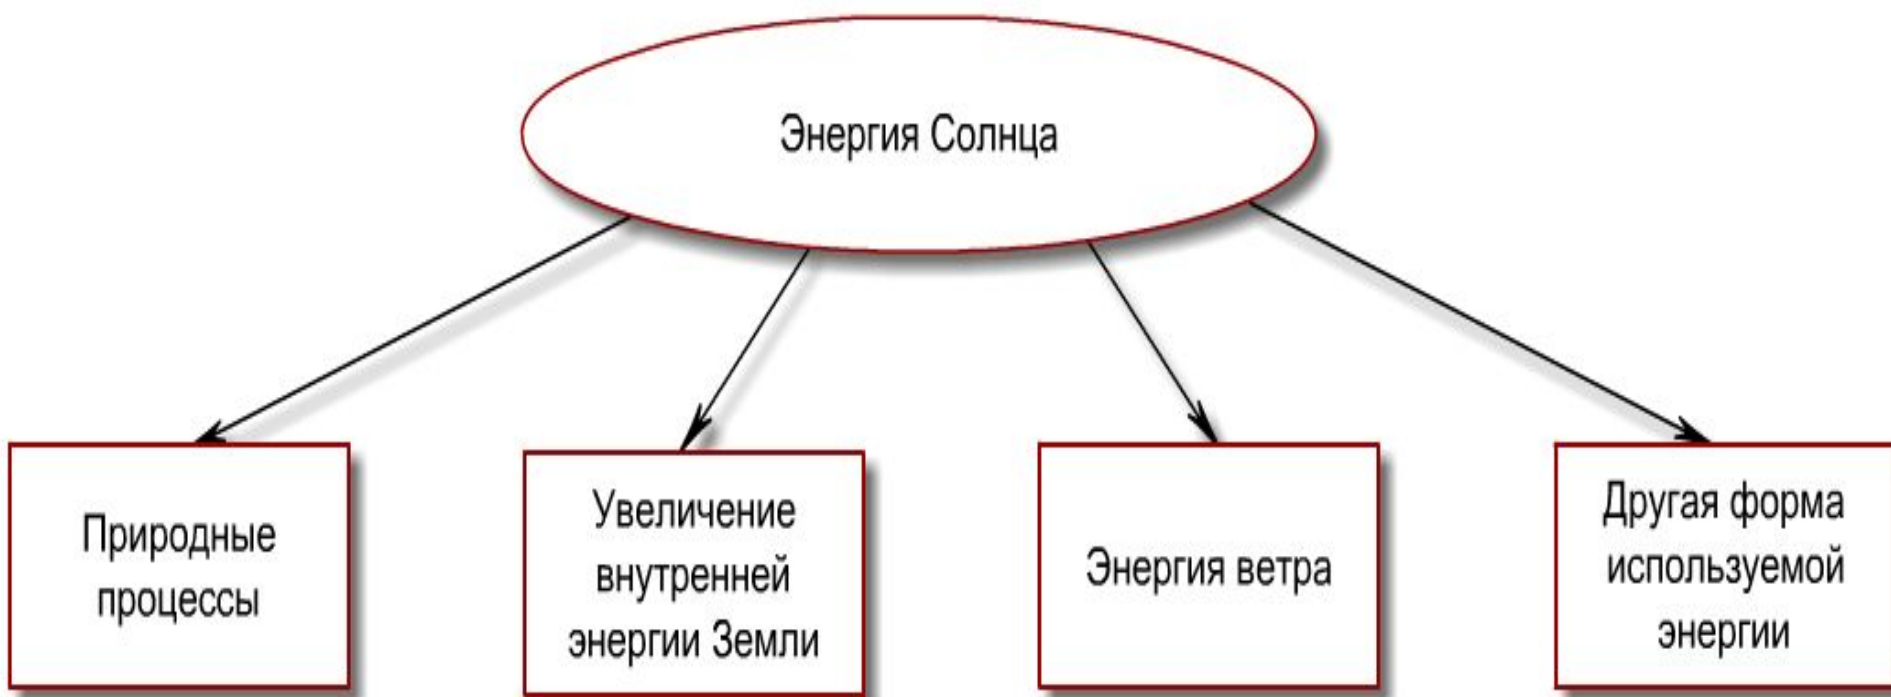 Энергия Солнца
Природные
процессы
Увеличение
внутренней
энергии Земли
Энергия ветра
Другая форма
используемой
энергии